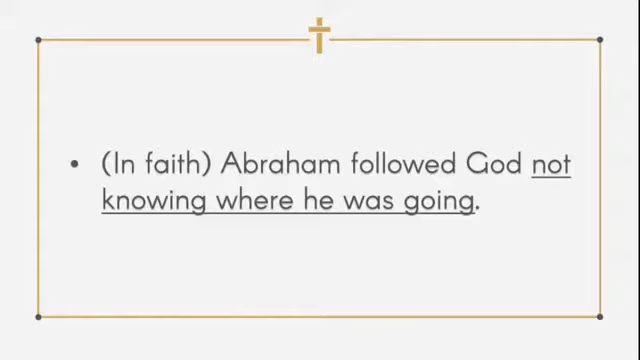 • (In faith) Abraham followed God not
knowing where he was going.